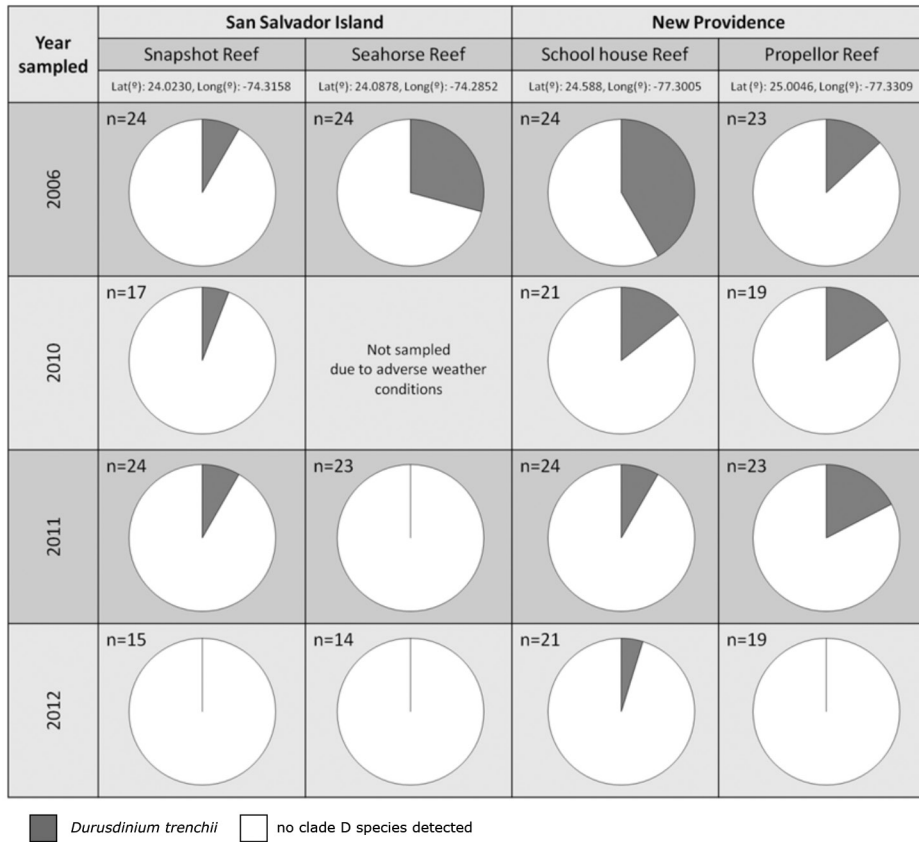 Year
sampled
San Salvador Island
New Providence
Snapshot Reef
Seahorse Reef
School house Reef
Propellor Reef
Lat(º): 24.0230, Long(º): -74.3158
Lat(º): 24.0878, Long(º): -74.2852
Lat(º): 24.588, Long(º): -77.3005
Lat (º): 25.0046, Long(º): -77.3309
2006
n=24
n=24
n=24
n=23
2010
n=17
Not sampled
due to adverse weather
conditions
n=21
n=19
2011
n=24
n=23
n=24
n=23
2012
n=15
n=14
n=21
n=19
Durusdinium trenchii
no clade D species detected